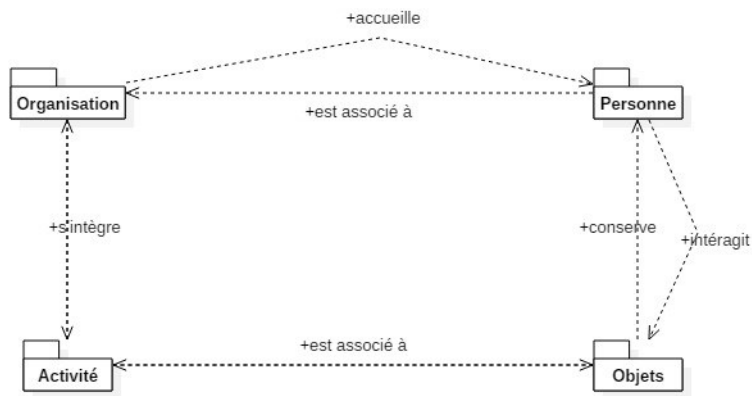 +accueille
Organisation
Personne
+est associé à
+s'intègre
+conserve
+intéragit
+est associé à
Activité
Objets